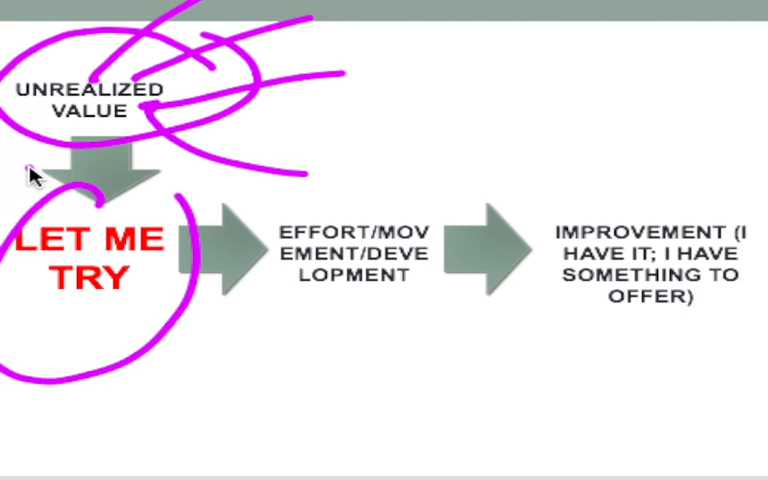 UNREALIZED
VALUE
LET ME
TRY
EFFORT/MOV
EMENT/DEVE
LOPMENT
IMPROVEMENT (I
HAVE IT; I HAVE
SOMETHING TO
OFFER)